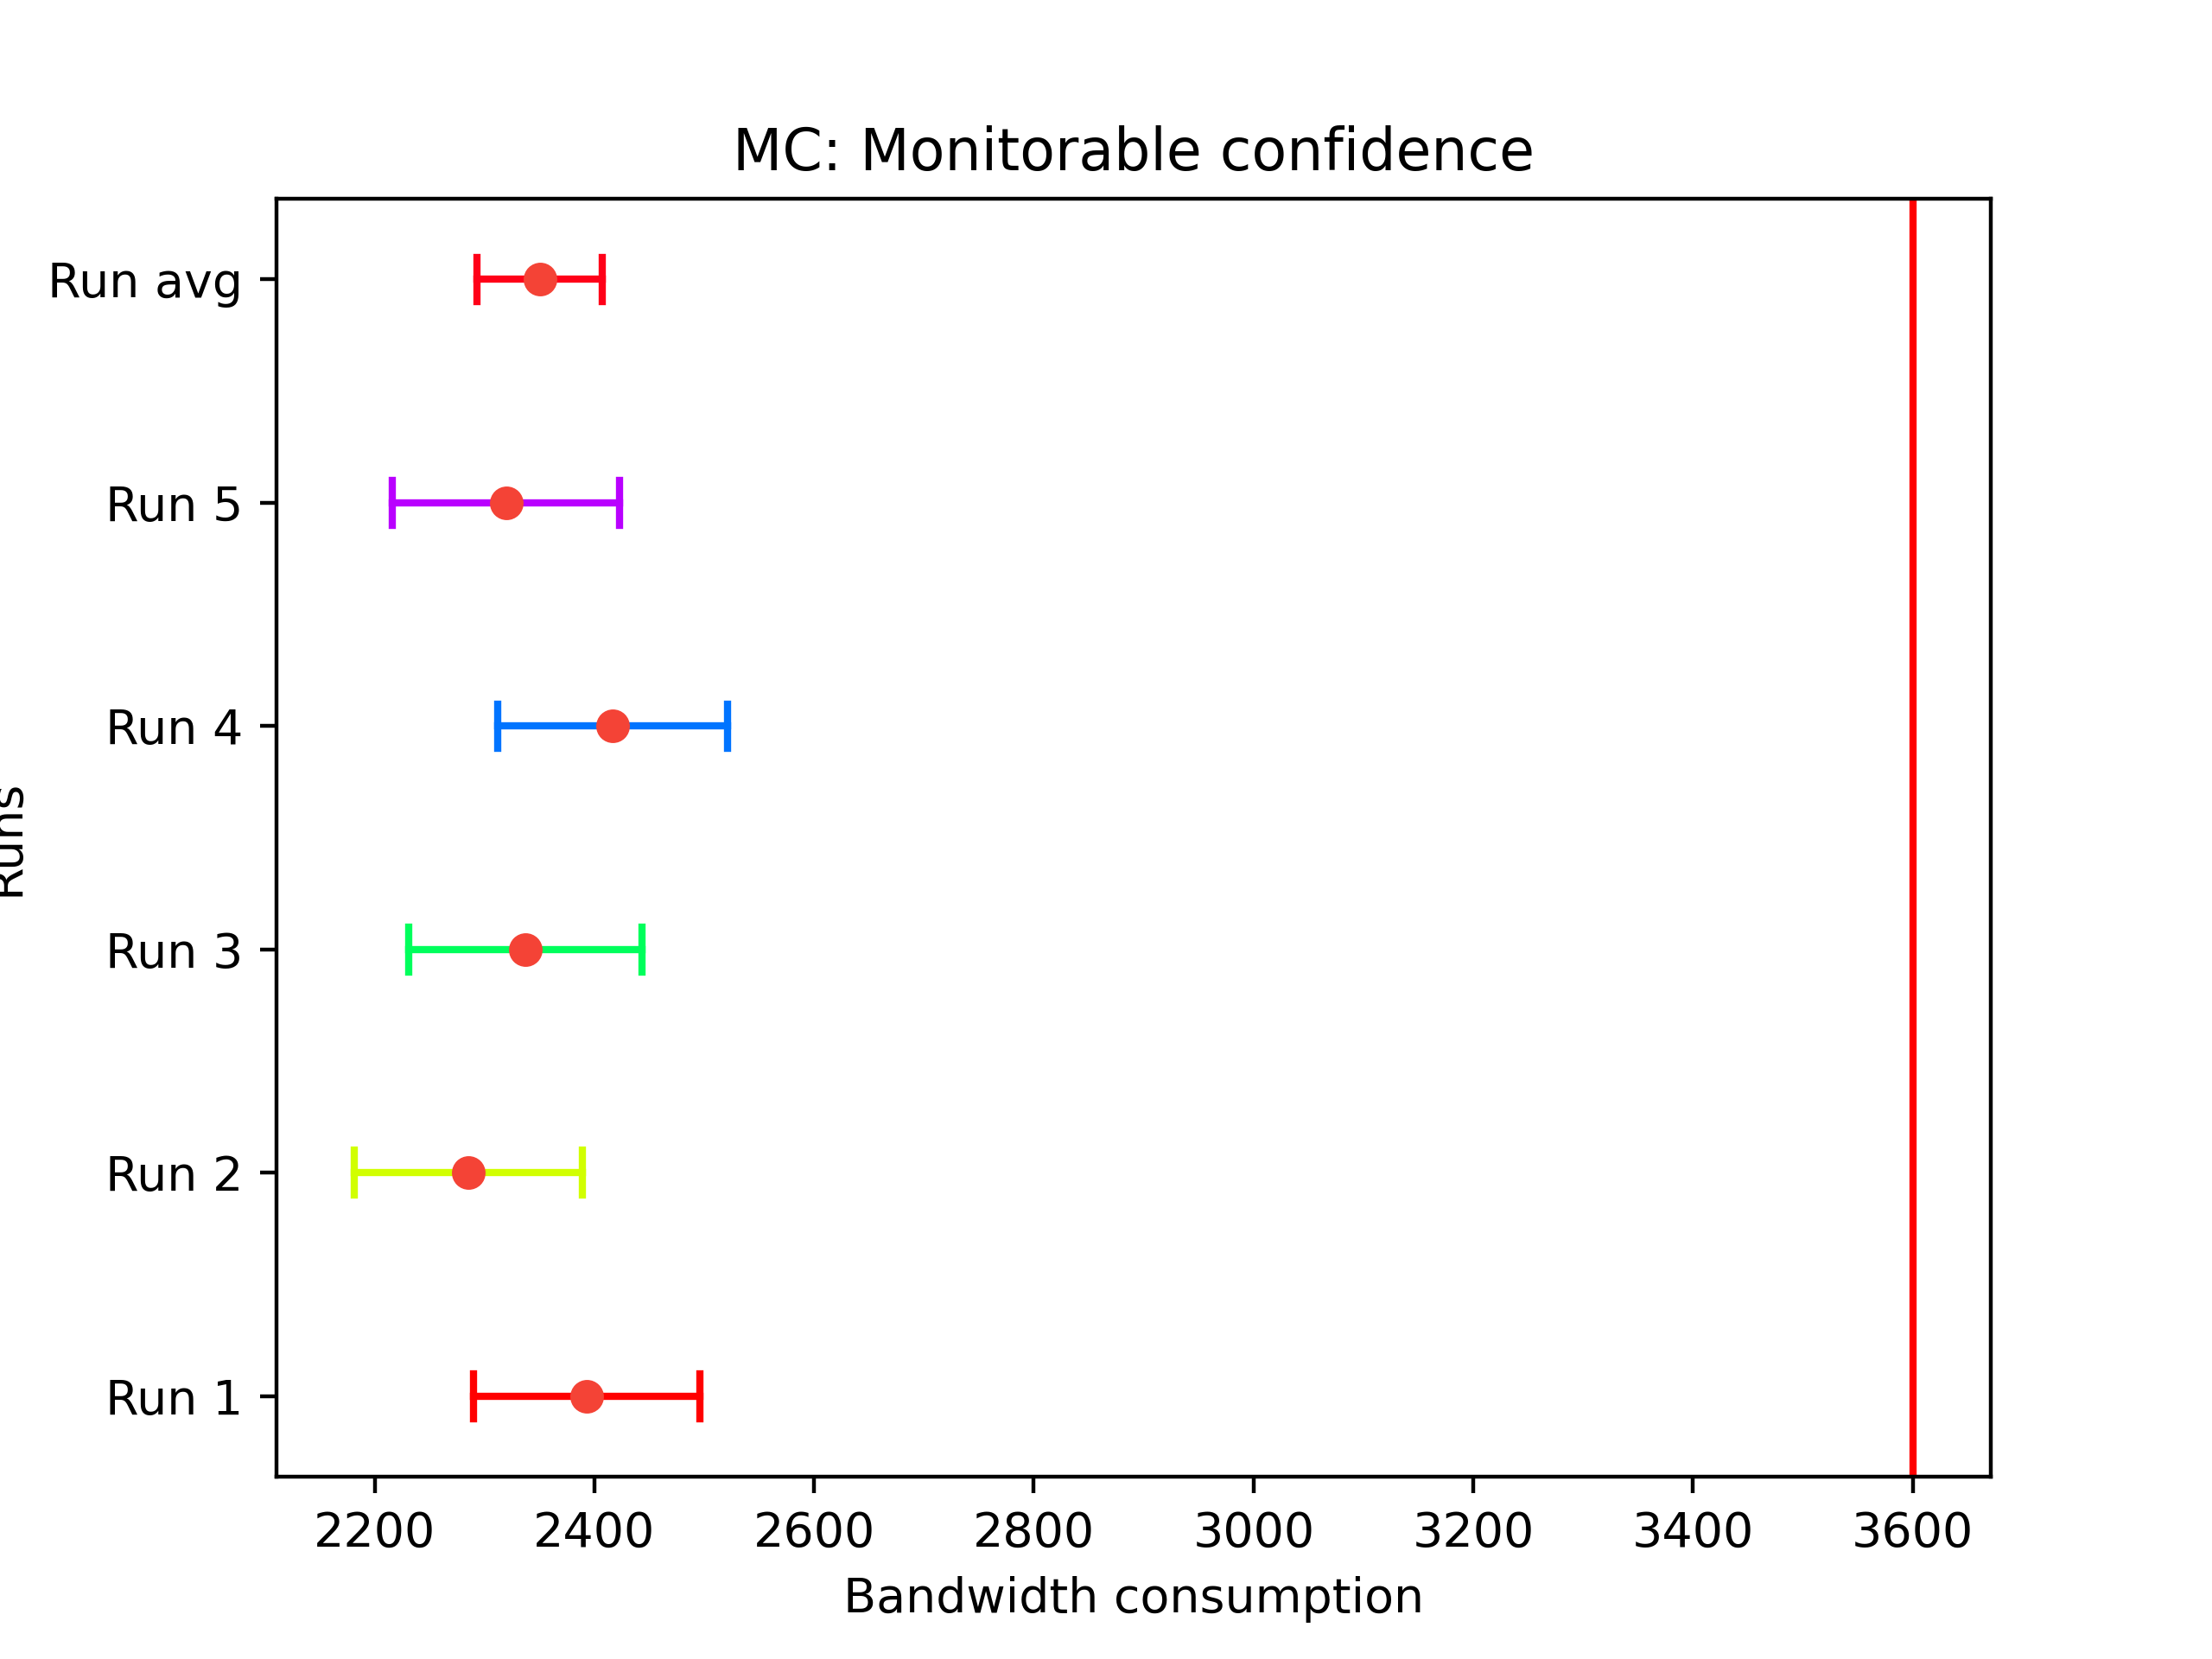 MC: Monitorable confidence
Run avg
Run 5
Run 4
Runs
Run 3
Run 2
Run 1
2200 2400 2600 2800 3000 3200 3400 3600
Bandwidth consumption